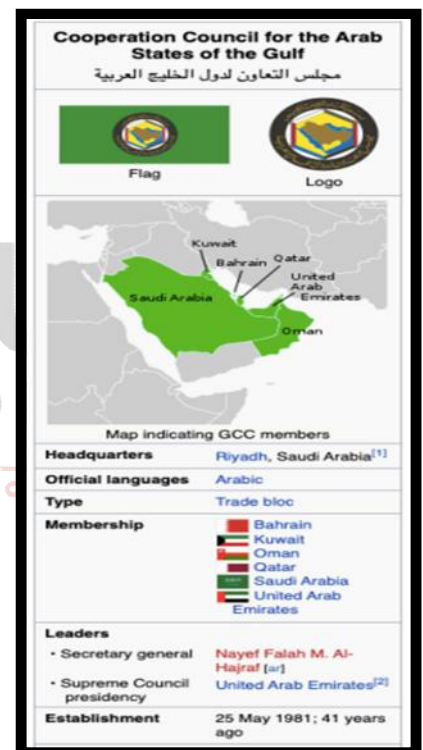 Cooperation Council for the Arab
States of the Gulf
مجلس التعاون لدول الخليج العربية
Flag
Logo
Kuwait
Bahrain
Qatar
United
Arab
Emirates
Saudi Arabia
Oman
Map indicating GCC members
Headquarters Riyadh, Saudi Arabia[1]
Official languages Arabic
Type Trade bloc
Membership Bahrain
Kuwait
Oman
Qatar
Saudi Arabia
United Arab
Emirates
Leaders
• Secretary general Nayef Falah M. Al-
Hajraf [ar]
• Supreme Council United Arab Emirates[2]
presidency
Establishment 25 May 1981; 41 years
ago